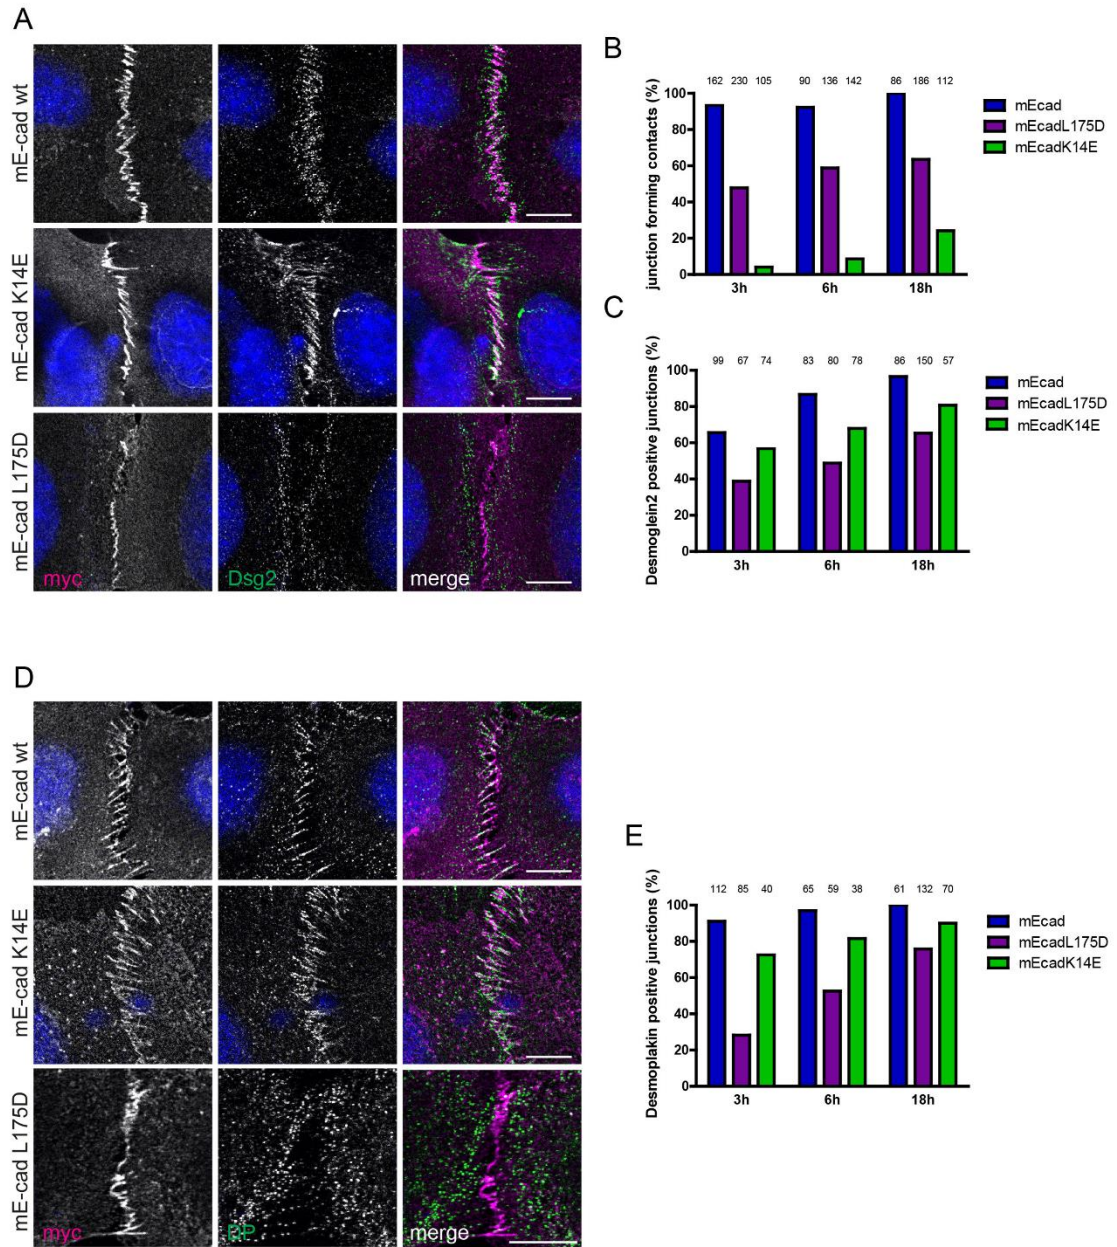 A
mE-cad wt
mE-cad K14E
mE-cad L175D
myc
Dsg2
merge
B
junction forming contacts (%)
162 230 105 90 136 142 86 186 112
100
80
60
40
20
0
3h 6h 18h
mEcad
mEcadL175D
mEcadK14E
C
Desmoglein2 positive junctions (%)
99 67 74 83 80 78 86 150 57
100
80
60
40
20
0
3h 6h 18h
mEcad
mEcadL175D
mEcadK14E
D
mE-cad wt
mE-cad K14E
mE-cad L175D
myc
DP
merge
E
Desmoplakin positive junctions (%)
112 85 40 65 59 38 61 132 70
100
80
60
40
20
0
3h 6h 18h
mEcad
mEcadL175D
mEcadK14E